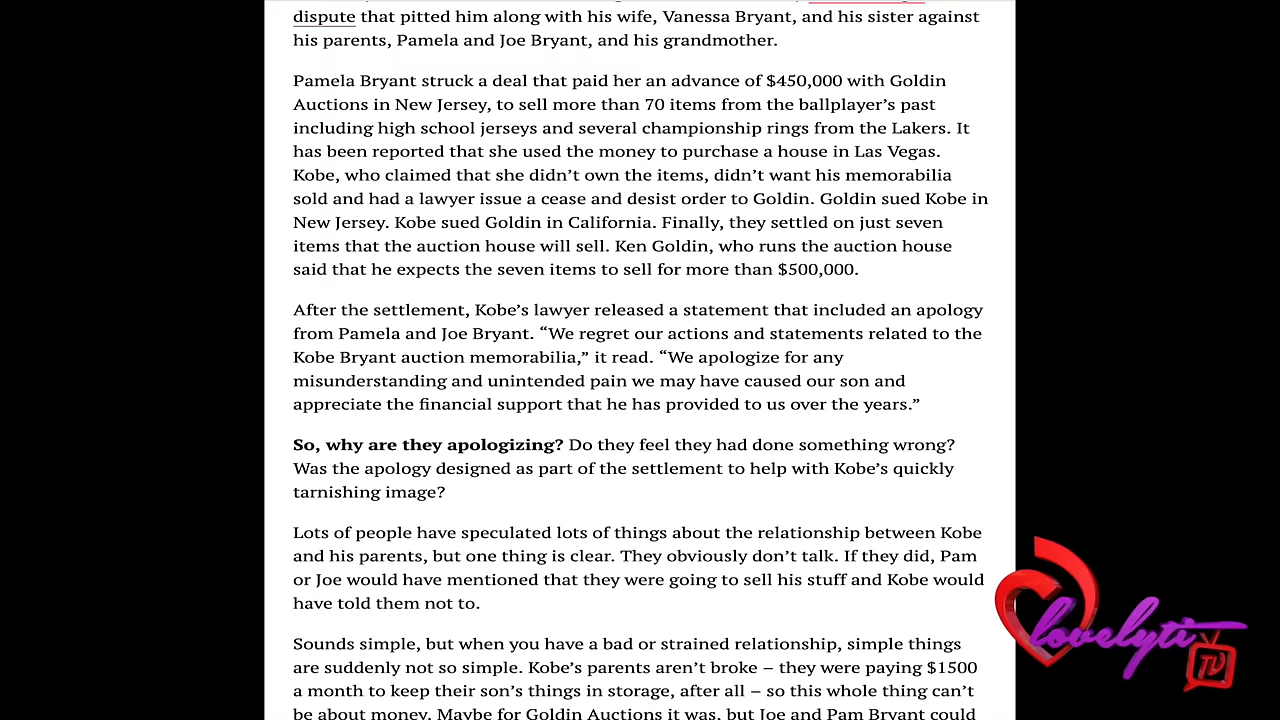 dispute that pitted him along with his wife, Vanessa Bryant, and his sister against
his parents, Pamela and Joe Bryant, and his grandmother.
Pamela Bryant struck a deal that paid her an advance of $450,000 with Goldin
Auctions in New Jersey, to sell more than 70 items from the ballplayer’s past
including high school jerseys and several championship rings from the Lakers. It
has been reported that she used the money to purchase a house in Las Vegas.
Kobe, who claimed that she didn’t own the items, didn’t want his memorabilia
sold and had a lawyer issue a cease and desist order to Goldin. Goldin sued Kobe in
New Jersey. Kobe sued Goldin in California. Finally, they settled on just seven
items that the auction house will sell. Ken Goldin, who runs the auction house
said that he expects the seven items to sell for more than $500,000.
After the settlement, Kobe’s lawyer released a statement that included an apology
from Pamela and Joe Bryant. “We regret our actions and statements related to the
Kobe Bryant auction memorabilia,” it read. “We apologize for any
misunderstanding and unintended pain we may have caused our son and
appreciate the financial support that he has provided to us over the years.”
So, why are they apologizing? Do they feel they had done something wrong?
Was the apology designed as part of the settlement to help with Kobe’s quickly
tarnishing image?
Lots of people have speculated lots of things about the relationship between Kobe
and his parents, but one thing is clear. They obviously don’t talk. If they did, Pam
or Joe would have mentioned that they were going to sell his stuff and Kobe would
have told them not to.
Sounds simple, but when you have a bad or strained relationship, simple things
are suddenly not so simple. Kobe’s parents aren’t broke – they were paying $1500
a month to keep their son’s things in storage, after all – so this whole thing can’t
be about money. Maybe for Goldin Auctions it was, but Joe and Pam Bryant could
lovelyti
TV